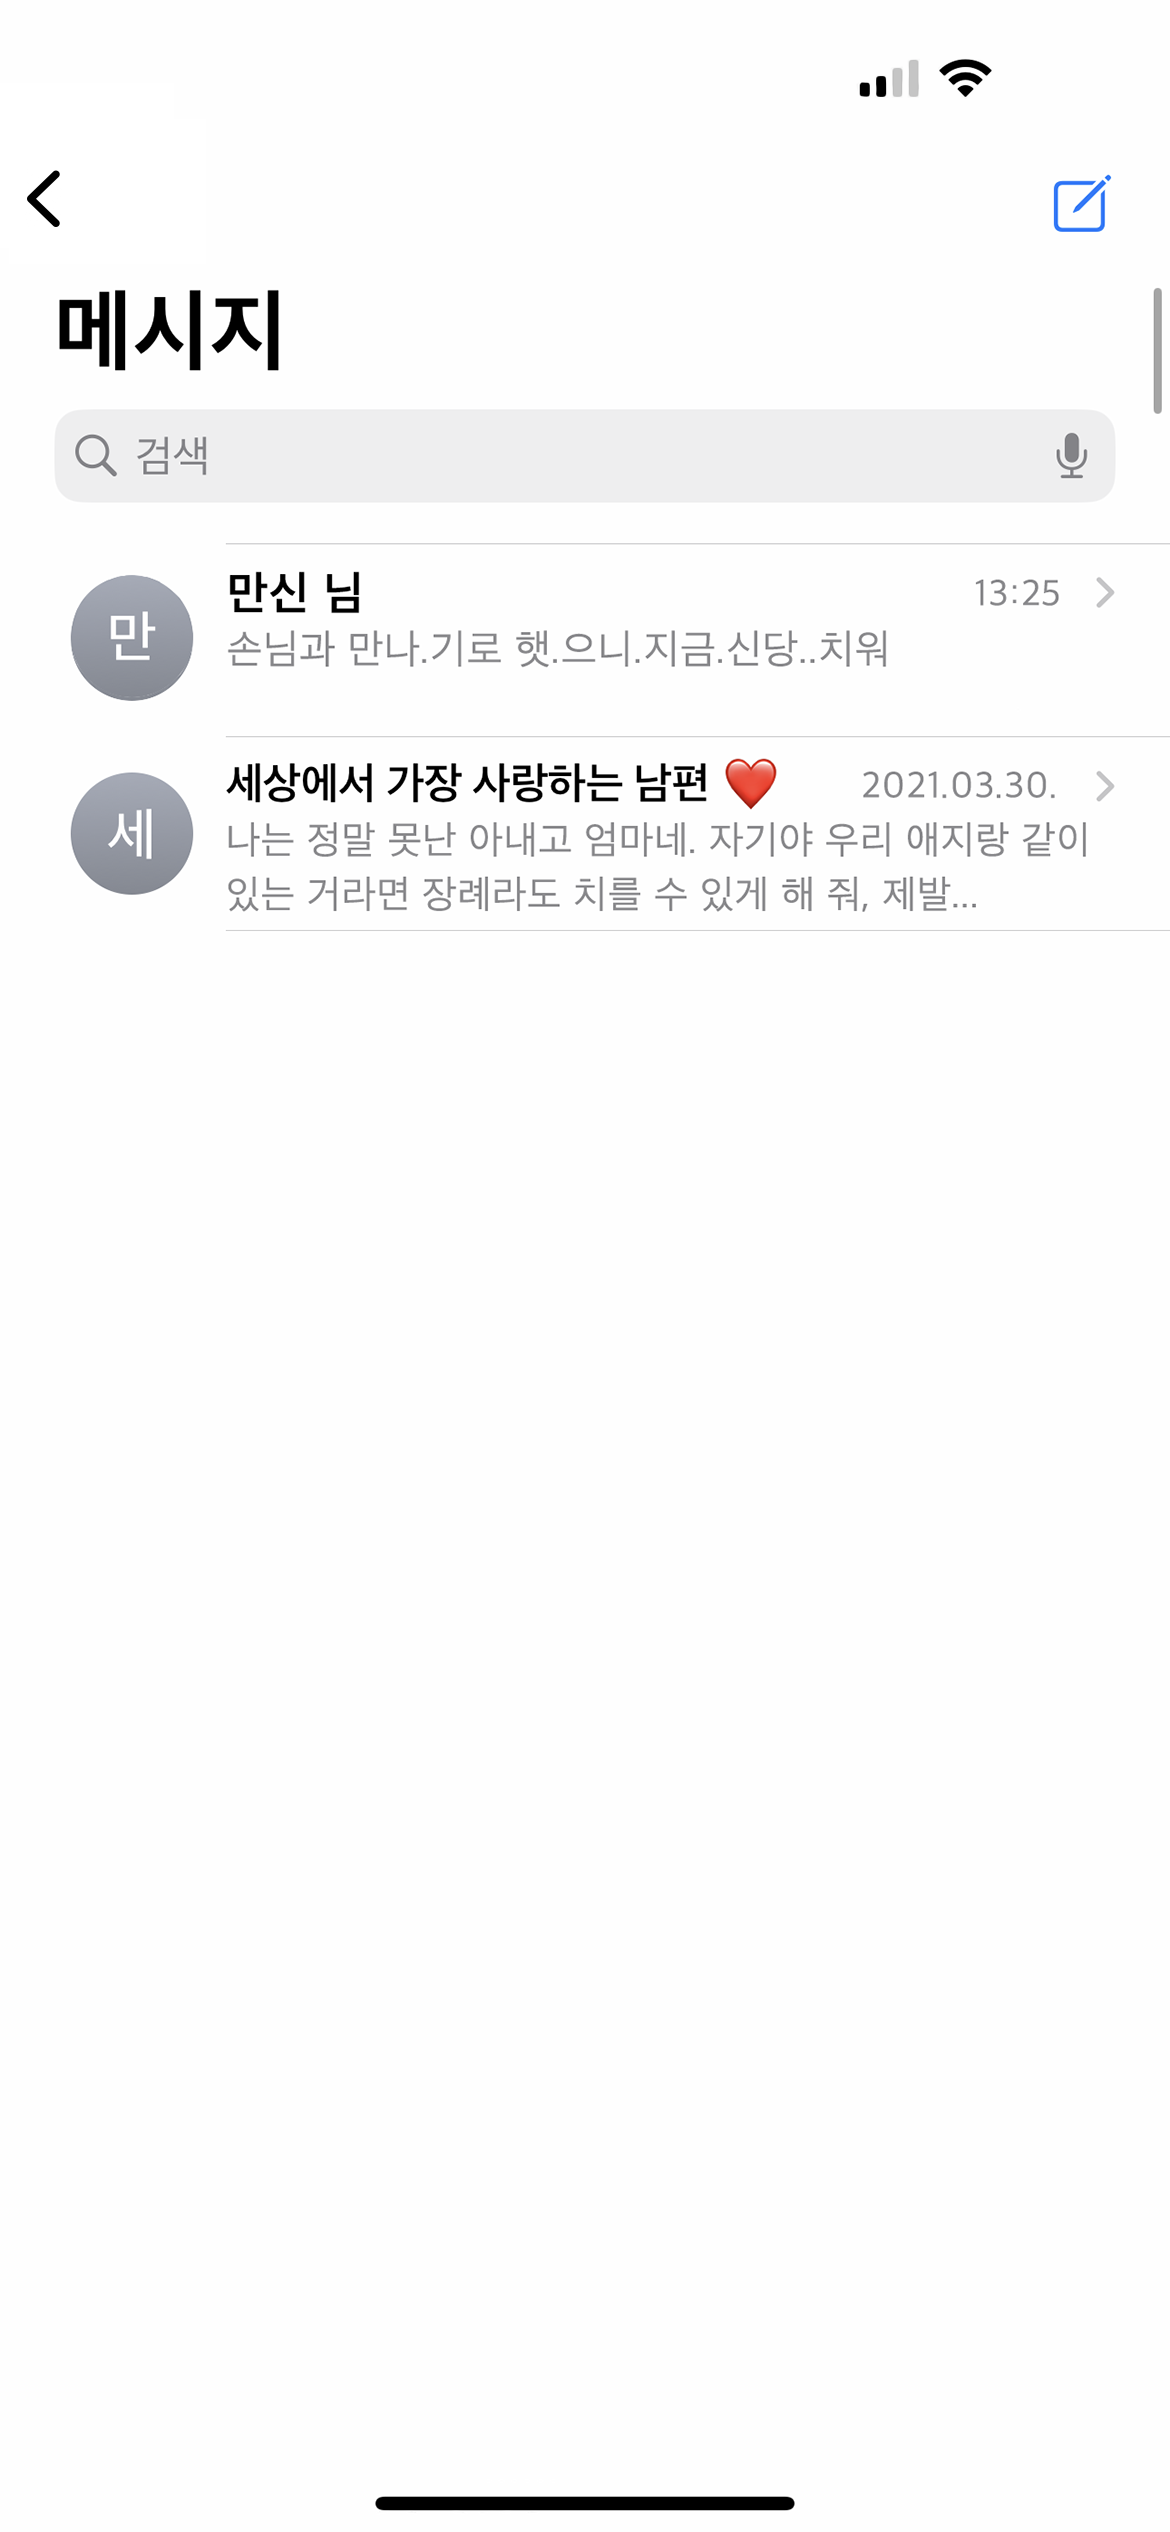 메시지
검색
만
만신 님
13:25
손님과 만나.기로 햇.으니.지금.신당..치워
세
세상에서 가장 사랑하는 남편 ❤️
2021.03.30.
나는 정말 못난 아내고 엄마네. 자기야 우리 애지랑 같이
있는 거라면 장례라도 치를 수 있게 해 줘, 제발...